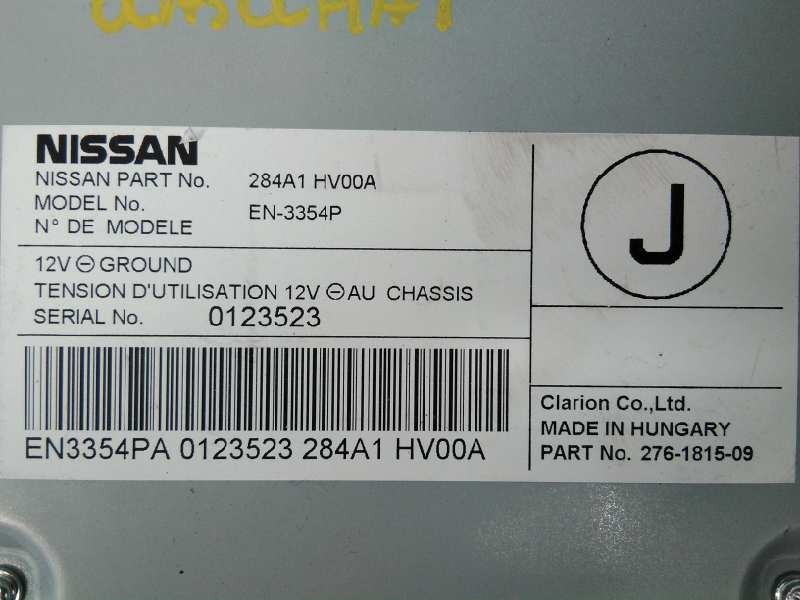 NISSAN
NISSAN PART No. 284A1 HV00A
MODEL No.
N° DE MODELE EN-3354P
12V ⊖ GROUND
TENSION D'UTILISATION 12V ⊖ AU CHASSIS
SERIAL No. 0123523
EN3354PA 0123523 284A1 HV00A
J
Clarion Co.,Ltd.
MADE IN HUNGARY
PART No. 276-1815-09